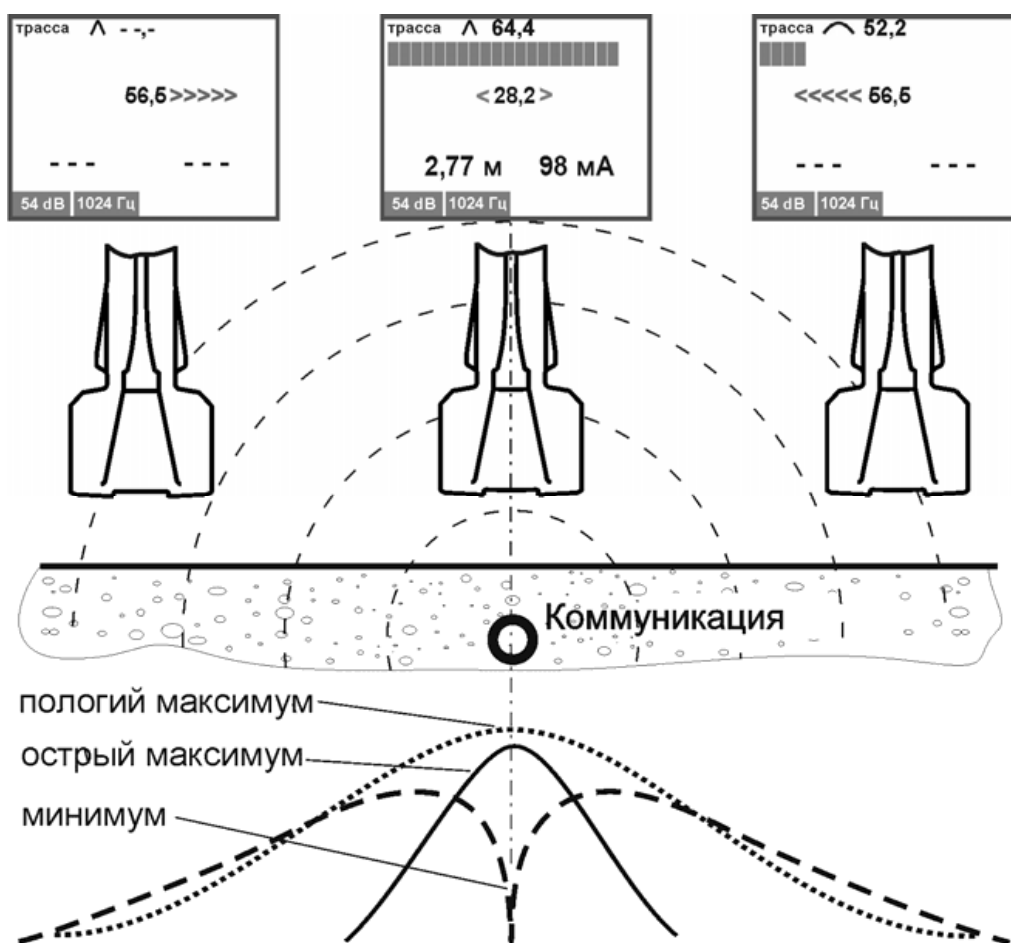 трасса ^ - -,-
56,5 >>>>>
- - - - - -
54 dB 1024 Гц
трасса ^ 64,4
< 28,2 >
2,77 м 98 мА
54 dB 1024 Гц
трасса ⌒ 52,2
<<<<< 56,5
- - - - - -
54 dB 1024 Гц
Коммуникация
пологий максимум
острый максимум
минимум